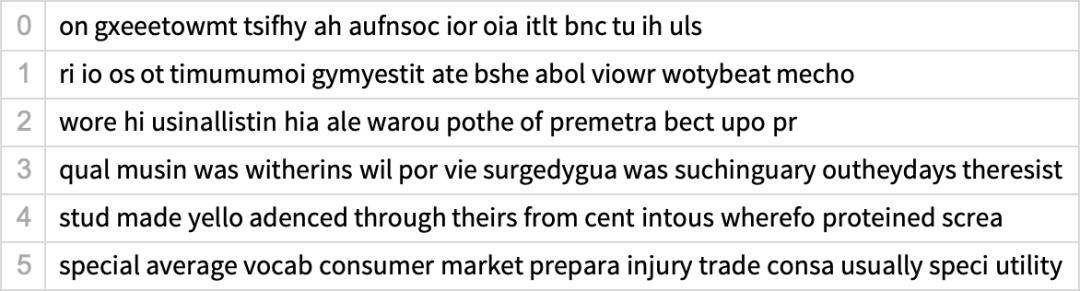 0 on gxeeetowmt tsifhy ah aufnsoc ior oia itlt bnc tu ih uls
1 ri io os ot timumumoi gymyestit ate bshe abol viowr wotybeat mecho
2 wore hi usinallistin hia ale warou pothe of premetra bect upo pr
3 qual musin was witherins wil por vie surgedygua was suchinguary outheydays theresist
4 stud made yello adenced through theirs from cent intous wherefo proteined screa
5 special average vocab consumer market prepara injury trade consa usually speci utility